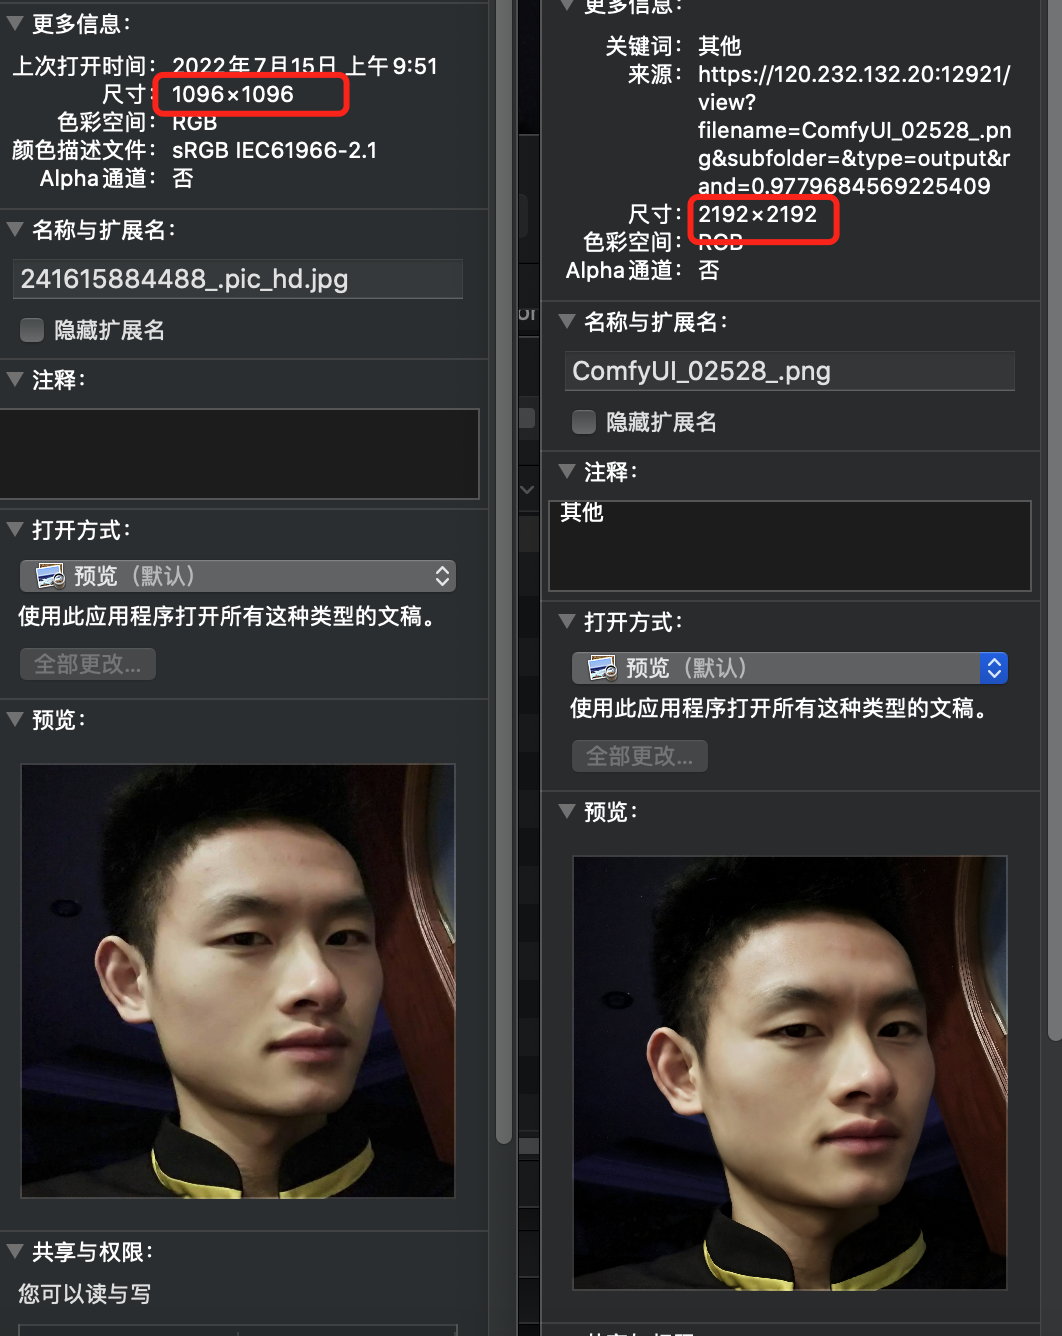 更多信息：
上次打开时间： 2022年7月15日 上午9:51
尺寸： 1096×1096
色彩空间： RGB
颜色描述文件： sRGB IEC61966-2.1
Alpha通道： 否
名称与扩展名：
241615884488_.pic_hd.jpg
隐藏扩展名
注释：
打开方式：
预览（默认）
使用此应用程序打开所有这种类型的文稿。
全部更改...
预览：
共享与权限：
您可以读与写
更多信息：
关键词： 其他
来源： https://120.232.132.20:12921/
view?
filename=ComfyUI_02528_.pn
g&subfolder=&type=output&r
and=0.9779684569225409
尺寸： 2192×2192
色彩空间： RGB
Alpha通道： 否
名称与扩展名：
ComfyUI_02528_.png
隐藏扩展名
注释：
其他
打开方式：
预览（默认）
使用此应用程序打开所有这种类型的文稿。
全部更改...
预览：